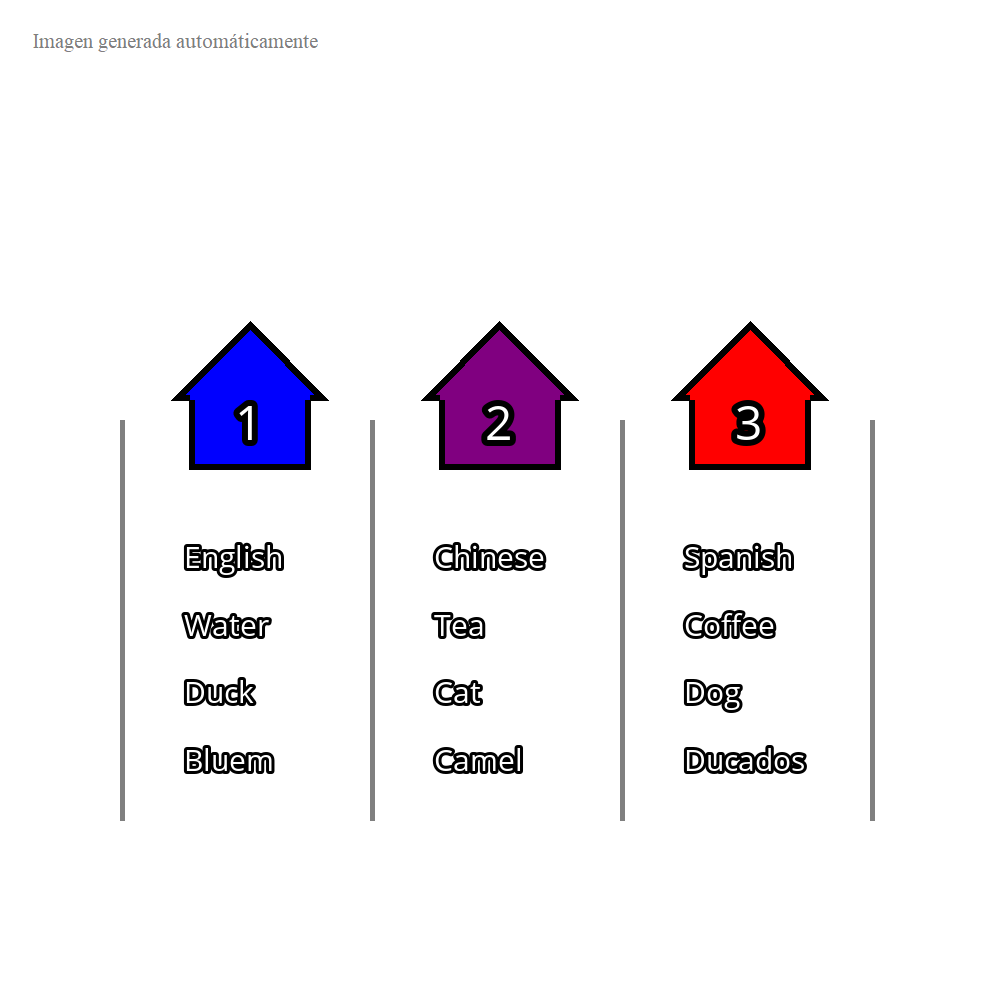 Imagen generada automáticamente
1 2 3
English Chinese Spanish
Water Tea Coffee
Duck Cat Dog
Bluem Camel Ducados